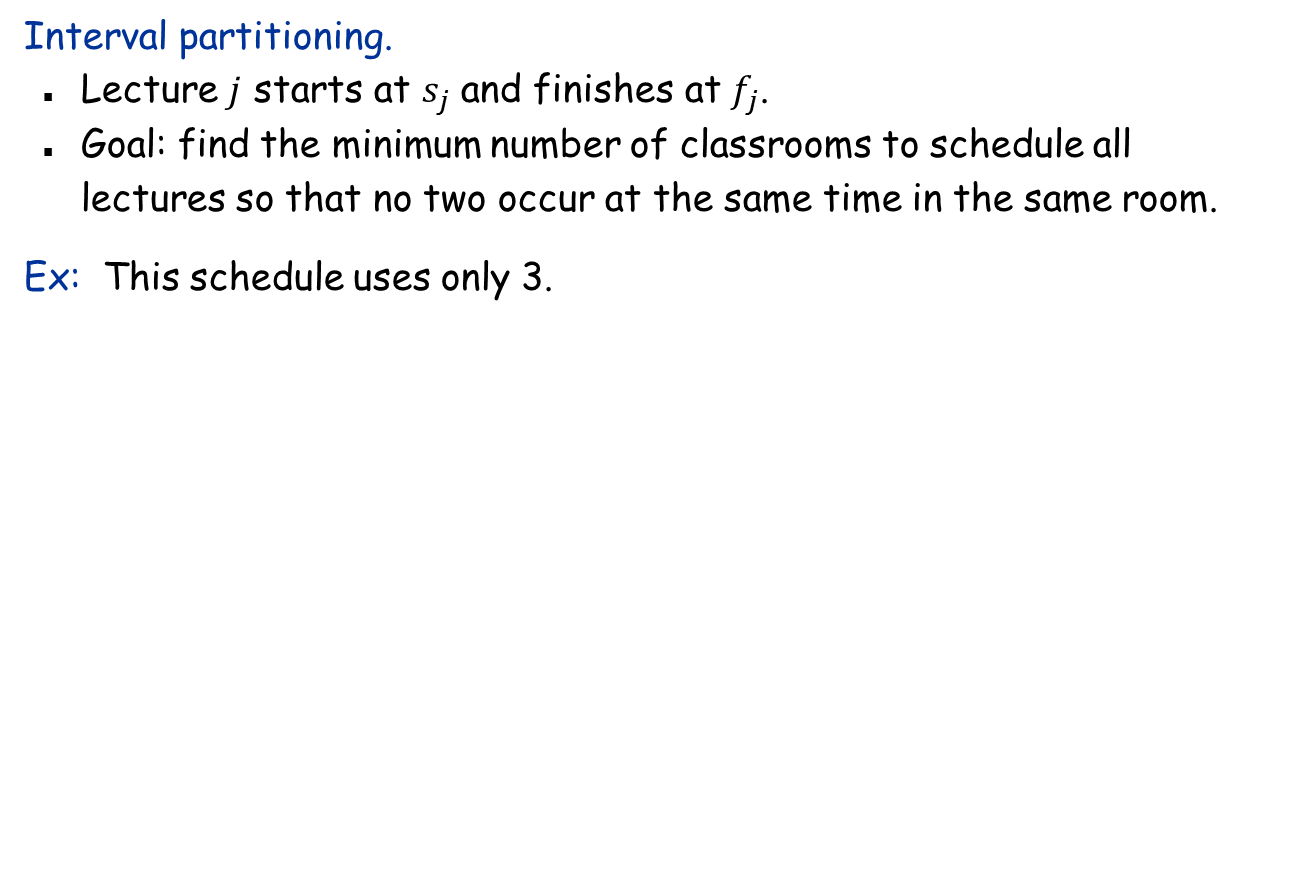 Interval partitioning.
▪ Lecture j starts at s_j and finishes at f_j.
▪ Goal: find the minimum number of classrooms to schedule all
lectures so that no two occur at the same time in the same room.
Ex: This schedule uses only 3.